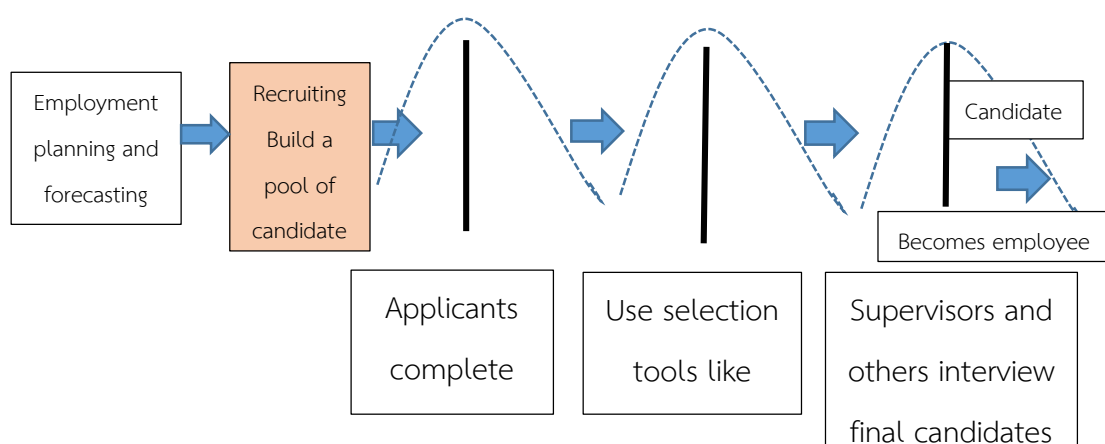 Employment
planning and
forecasting
Recruiting
Build a
pool of
candidate
Candidate
Becomes employee
Applicants
complete
Use selection
tools like
Supervisors and
others interview
final candidates